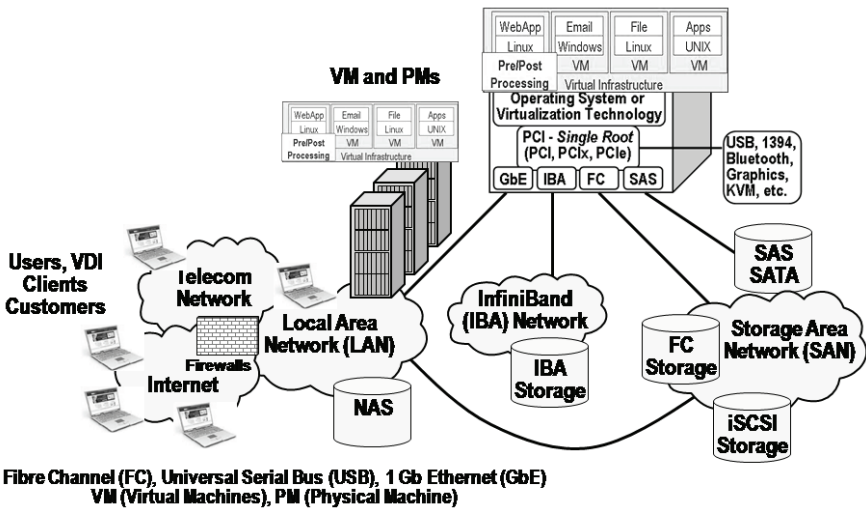 WebApp
Linux
Email
Windows
VM
File
Linux
VM
Apps
UNIX
VM
Pre/Post
Processing
Virtual Infrastructure
Operating System or
Virtualization Technology
PCI - Single Root
(PCI, PCIx, PCIe)
GbE IBA FC SAS
USB, 1394,
Bluetooth,
Graphics,
KVM, etc.
VM and PMs
WebApp
Linux
Email
Windows
VM
File
Linux
VM
Apps
UNIX
VM
Pre/Post
Processing
Virtual Infrastructure
Users, VDI
Clients
Customers
Telecom
Network
Firewalls
Internet
Local Area
Network (LAN)
NAS
InfiniBand
(IBA) Network
IBA
Storage
SAS
SATA
FC
Storage
Storage Area
Network (SAN)
iSCSI
Storage
Fibre Channel (FC), Universal Serial Bus (USB), 1 Gb Ethernet (GbE)
VM (Virtual Machines), PM (Physical Machine)